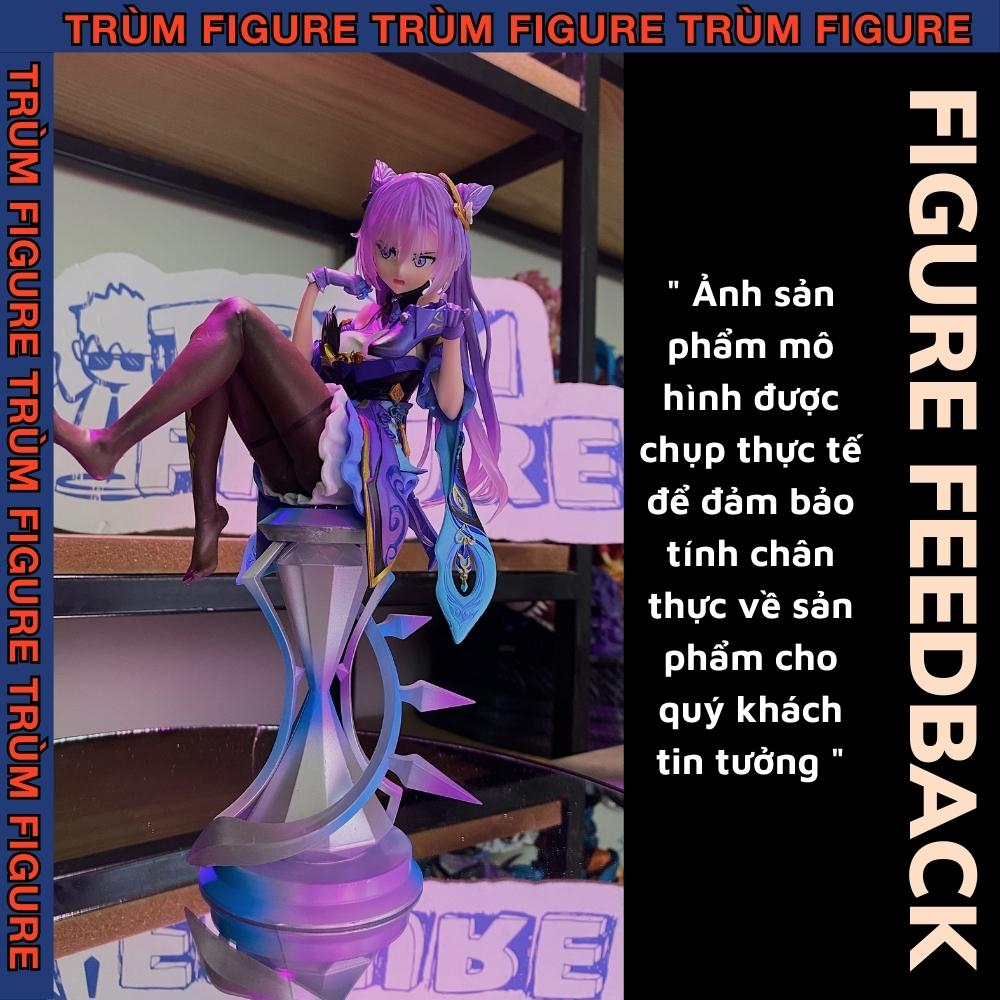 TRÙM FIGURE TRÙM FIGURE TRÙM FIGURE
TRÙM FIGURE TRÙM FIGURE TRÙM FIGURE
FIGURE
" Ảnh sản
phẩm mô
hình được
chụp thực tế
để đảm bảo
tính chân
thực về sản
phẩm cho
quý khách
tin tưởng "
FIGURE FEEDBACK